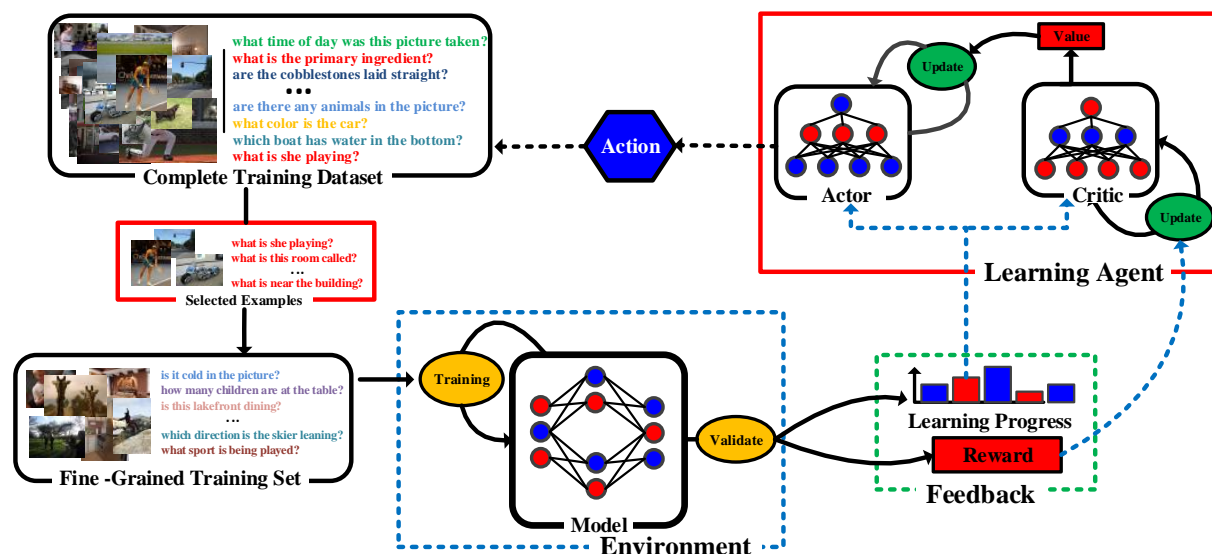 what time of day was this picture taken?
what is the primary ingredient?
are the cobblestones laid straight?
...
are there any animals in the picture?
what color is the car?
which boat has water in the bottom?
what is she playing?
Complete Training Dataset
Action
Update
Value
Actor
Critic
Update
Learning Agent
what is she playing?
what is this room called?
...
what is near the building?
Selected Examples
is it cold in the picture?
how many children are at the table?
is this lakefront dining?
...
which direction is the skier leaning?
what sport is being played?
Fine -Grained Training Set
Training
Model
Validate
Environment
Learning Progress
Reward
Feedback